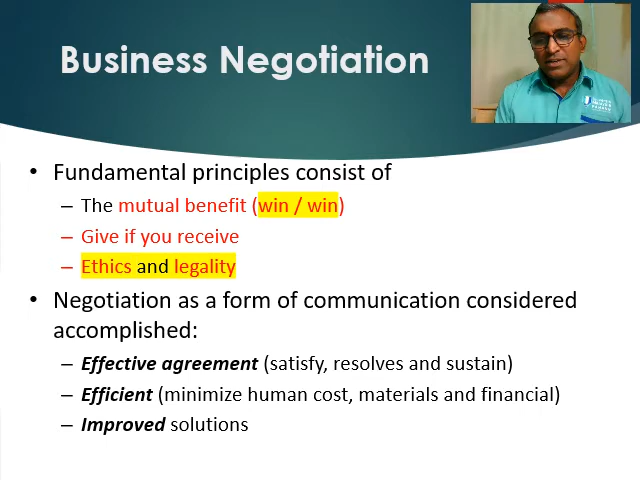 Business Negotiation
• Fundamental principles consist of
– The mutual benefit (win / win)
– Give if you receive
– Ethics and legality
• Negotiation as a form of communication considered
accomplished:
– Effective agreement (satisfy, resolves and sustain)
– Efficient (minimize human cost, materials and financial)
– Improved solutions